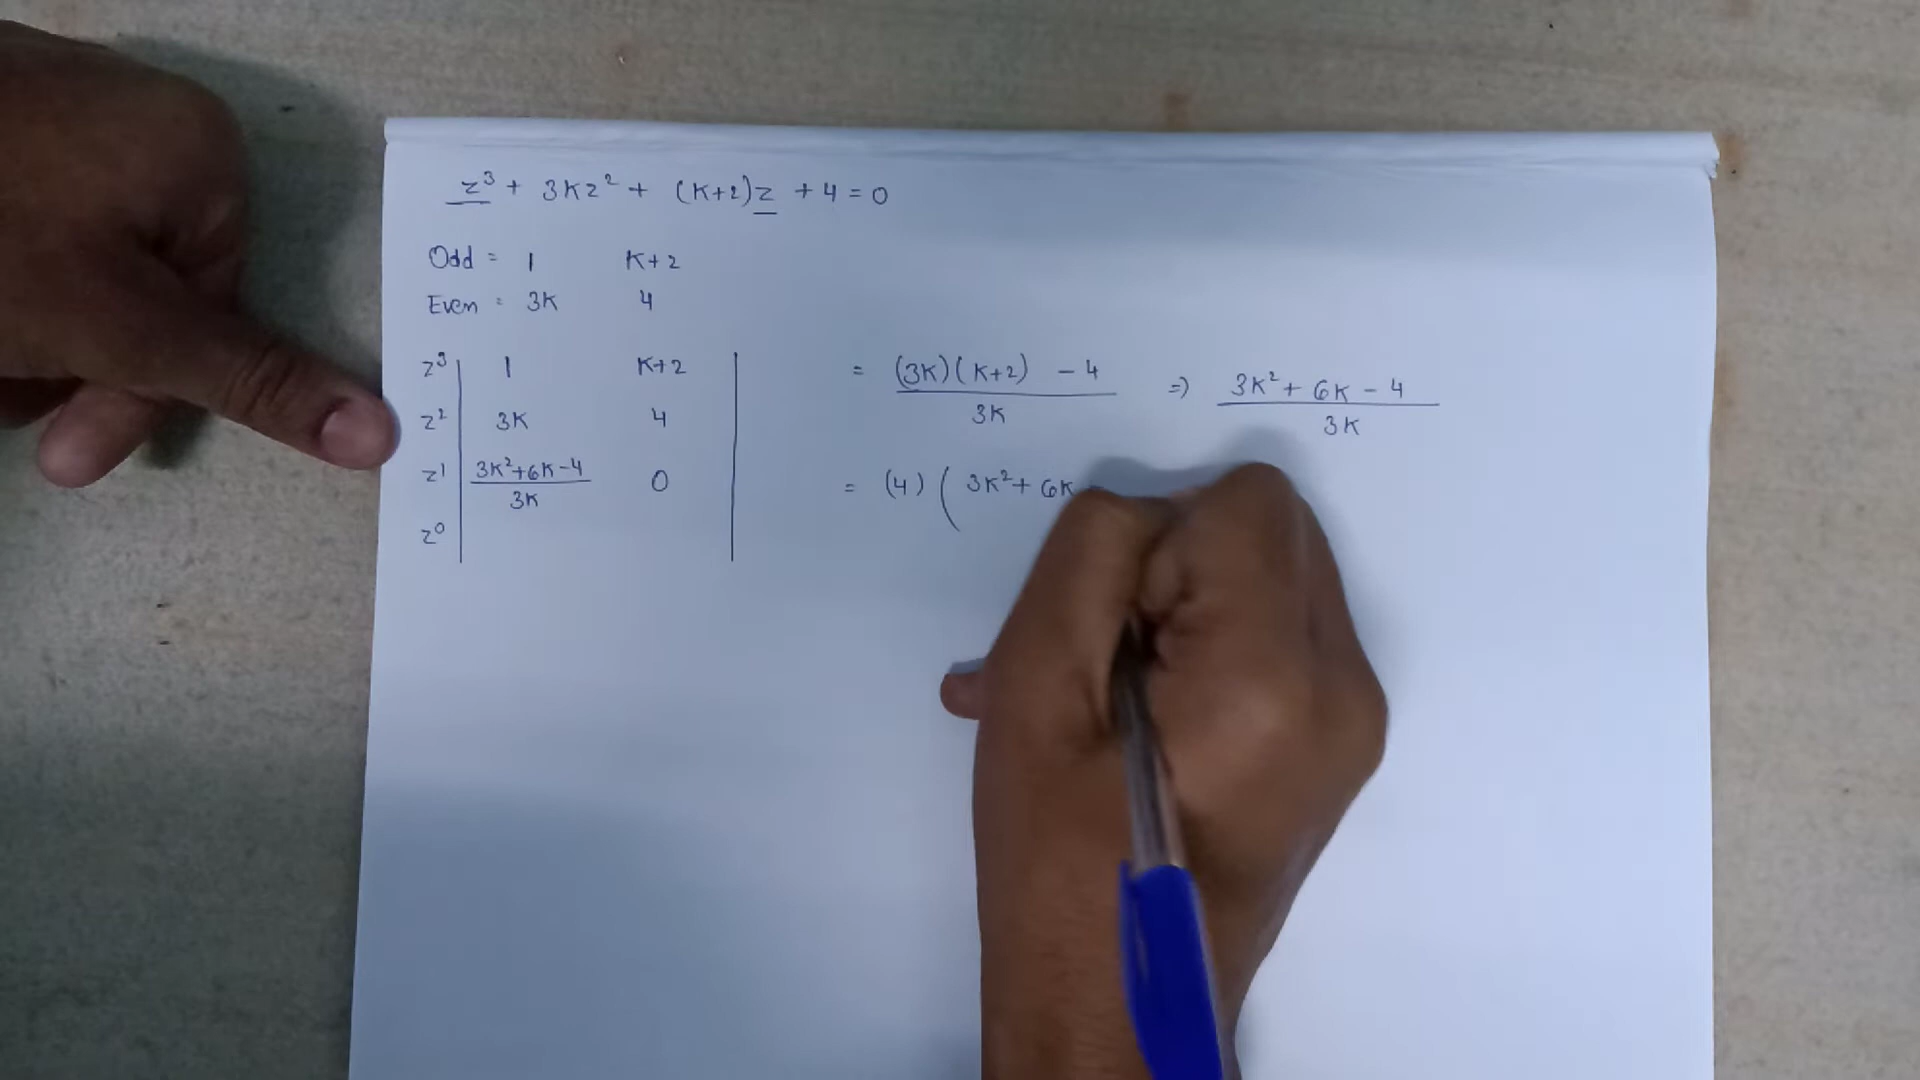 z³ + 3Kz² + (K+2)z + 4 = 0
Odd = 1 K+2
Even = 3K 4
z³ 1 K+2
z² 3K 4
z¹ 3K²+6K-4 / 3K 0
z⁰
= (3K)(K+2) - 4 / 3K ⇒ 3K² + 6K - 4 / 3K
= (4) ( 3K² + 6K